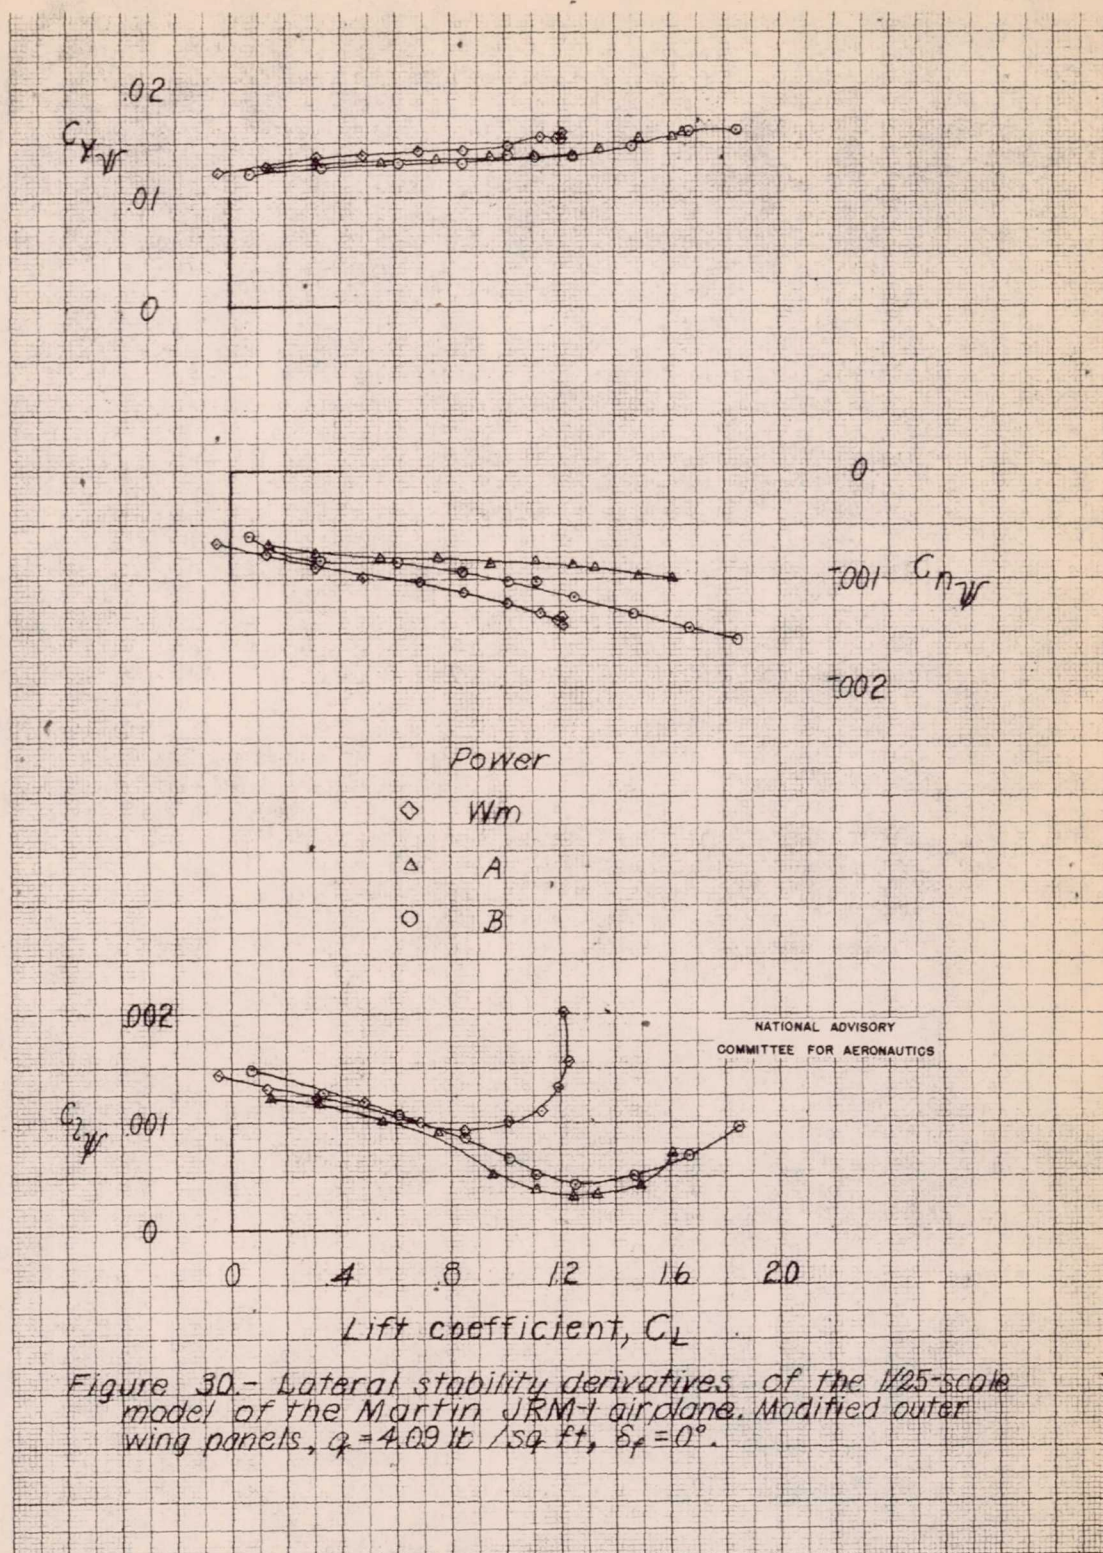 .02
C_Yψ
.01
0
0
-.001 C_nψ
-.002
Power
◇ Wm
△ A
○ B
.002
NATIONAL ADVISORY
COMMITTEE FOR AERONAUTICS
C_lψ .001
0
0 .4 .8 1.2 1.6 2.0
Lift coefficient, C_L
Figure 30.- Lateral stability derivatives of the 1/25-scale
model of the Martin JRM-1 airplane. Modified outer
wing panels, q = 4.09 lb / sq ft, δ_f = 0°.